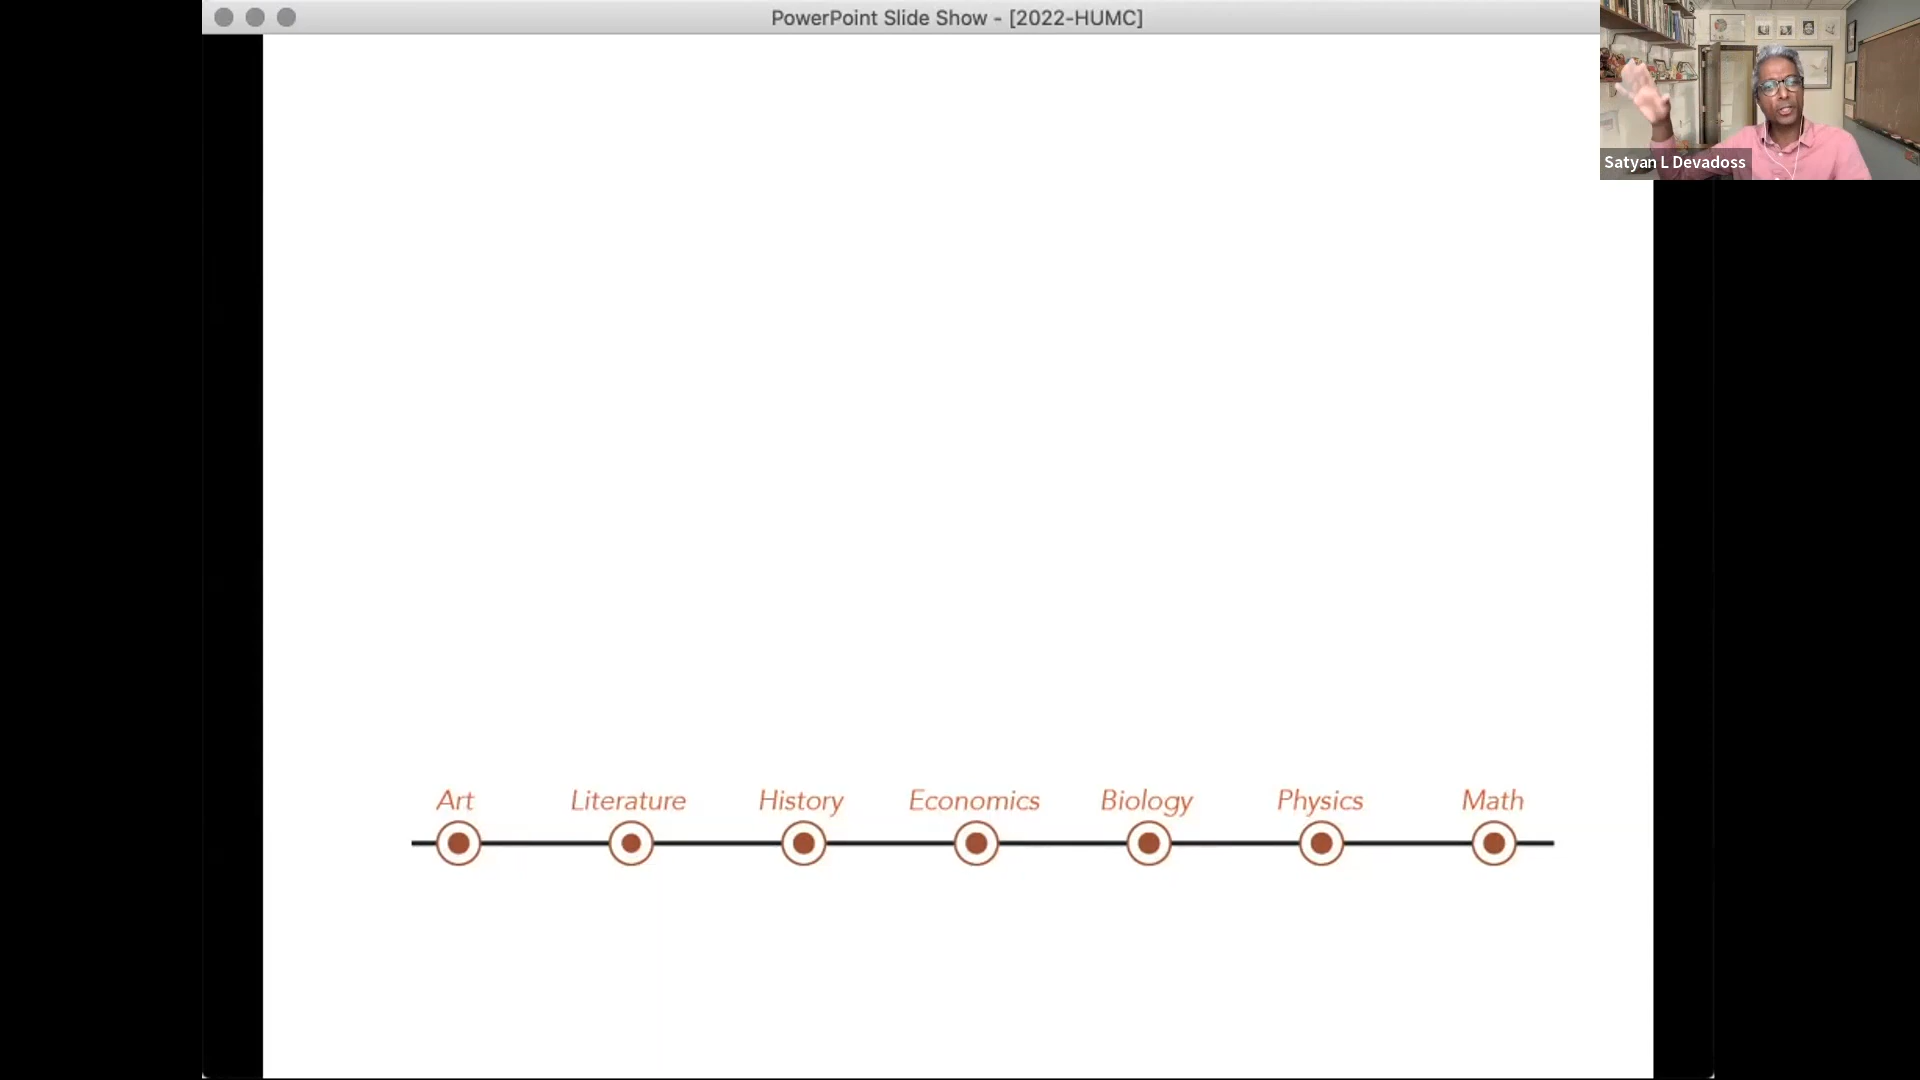 PowerPoint Slide Show - [2022-HUMC]
Satyan L Devadoss
Art Literature History Economics Biology Physics Math